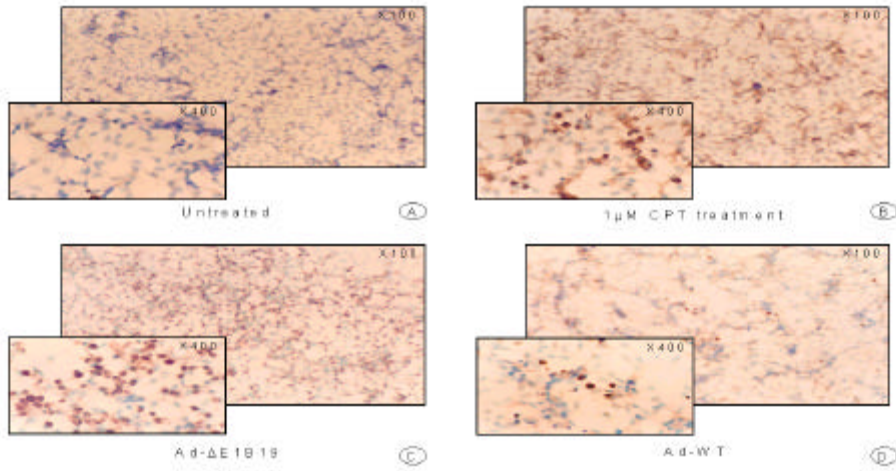 X100
X400
Untreated A
X100
X400
1µM CPT treatment B
X100
X400
Ad-ΔE1B19 C
X100
X400
Ad-WT D